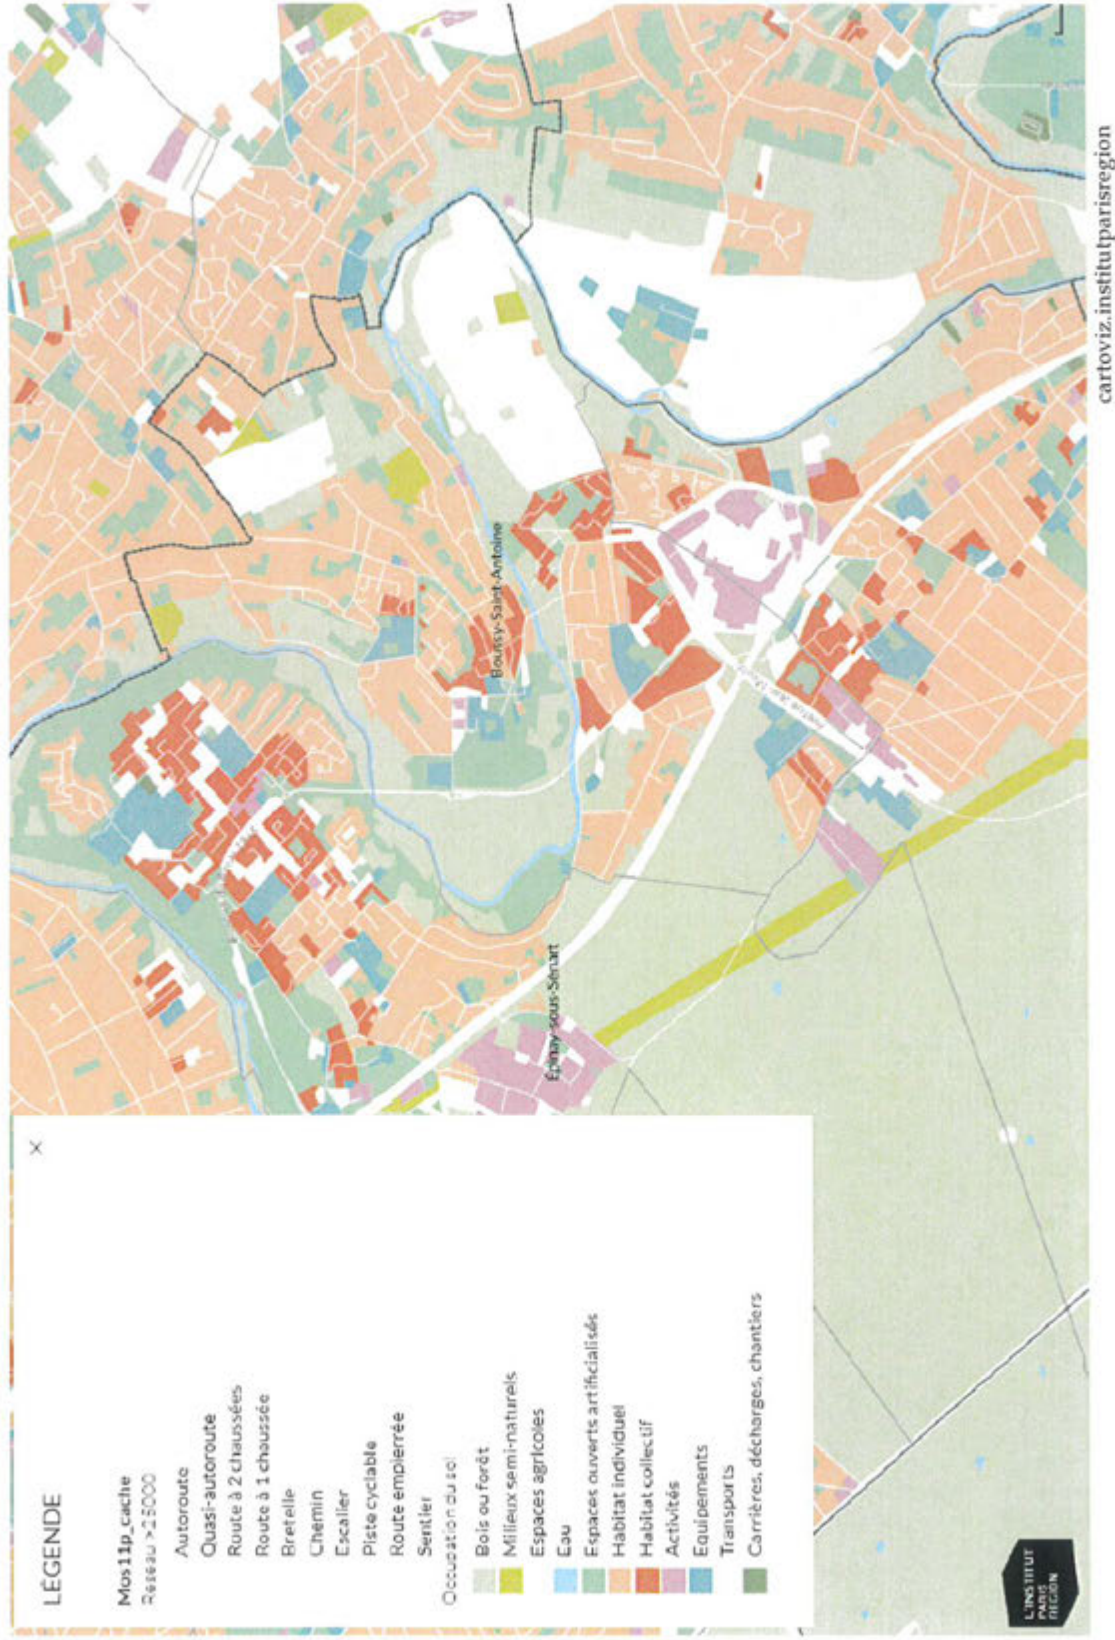 LÉGENDE
×
Mos11p_cache
Réseau >25000
Autoroute
Quasi-autoroute
Route à 2 chaussées
Route à 1 chaussée
Bretelle
Chemin
Escalier
Piste cyclable
Route empierrée
Sentier
Occupation du sol
Bois ou forêt
Milieux semi-naturels
Espaces agricoles
Eau
Espaces ouverts artificialisés
Habitat individuel
Habitat collectif
Activités
Equipements
Transports
Carrières, décharges, chantiers
Boussy-Saint-Antoine
Épinay-sous-Sénart
L'INSTITUT
PARIS
REGION
cartoviz.institutparisregion